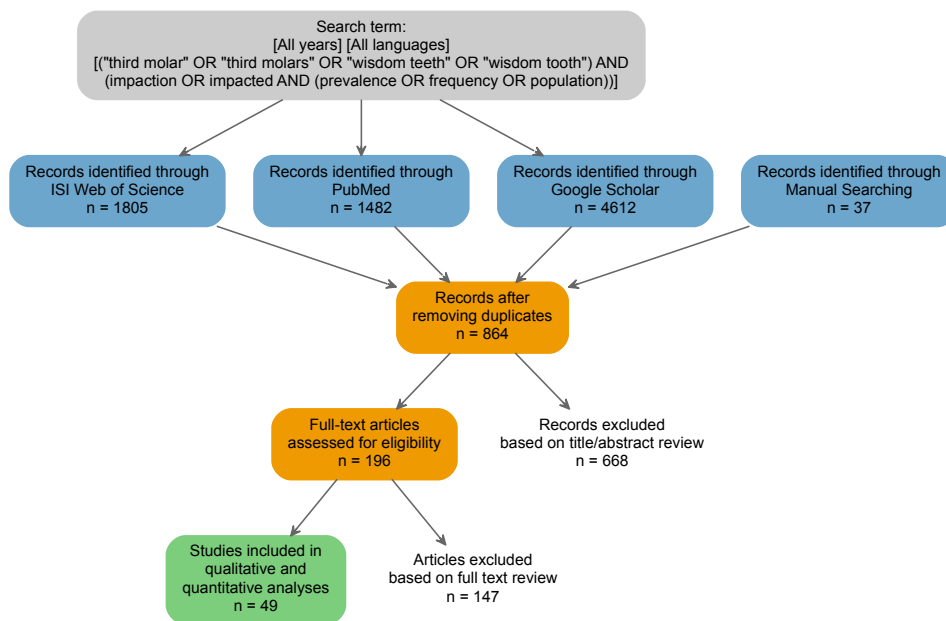 Search term:
[All years] [All languages]
[("third molar" OR "third molars" OR "wisdom teeth" OR "wisdom tooth") AND
(impaction OR impacted AND (prevalence OR frequency OR population))]
Records identified through
ISI Web of Science
n = 1805
Records identified through
PubMed
n = 1482
Records identified through
Google Scholar
n = 4612
Records identified through
Manual Searching
n = 37
Records after
removing duplicates
n = 864
Full-text articles
assessed for eligibility
n = 196
Records excluded
based on title/abstract review
n = 668
Studies included in
qualitative and
quantitative analyses
n = 49
Articles excluded
based on full text review
n = 147